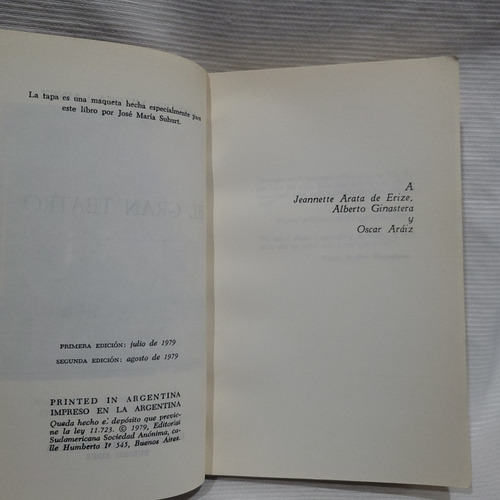 La tapa es una maqueta hecha especialmente para
este libro por José María Suhurt.
EL GRAN TEATRO
PRIMERA EDICIÓN: julio de 1979
SEGUNDA EDICIÓN: agosto de 1979
PRINTED IN ARGENTINA
IMPRESO EN LA ARGENTINA
Queda hecho e. depósito que previe-
ne la ley 11.723. © 1979, Editorial
Sudamericana Sociedad Anónima, ca-
lle Humberto Iº 545, Buenos Aires.
A
Jeannette Arata de Erize,
Alberto Ginastera
y
Oscar Aráiz